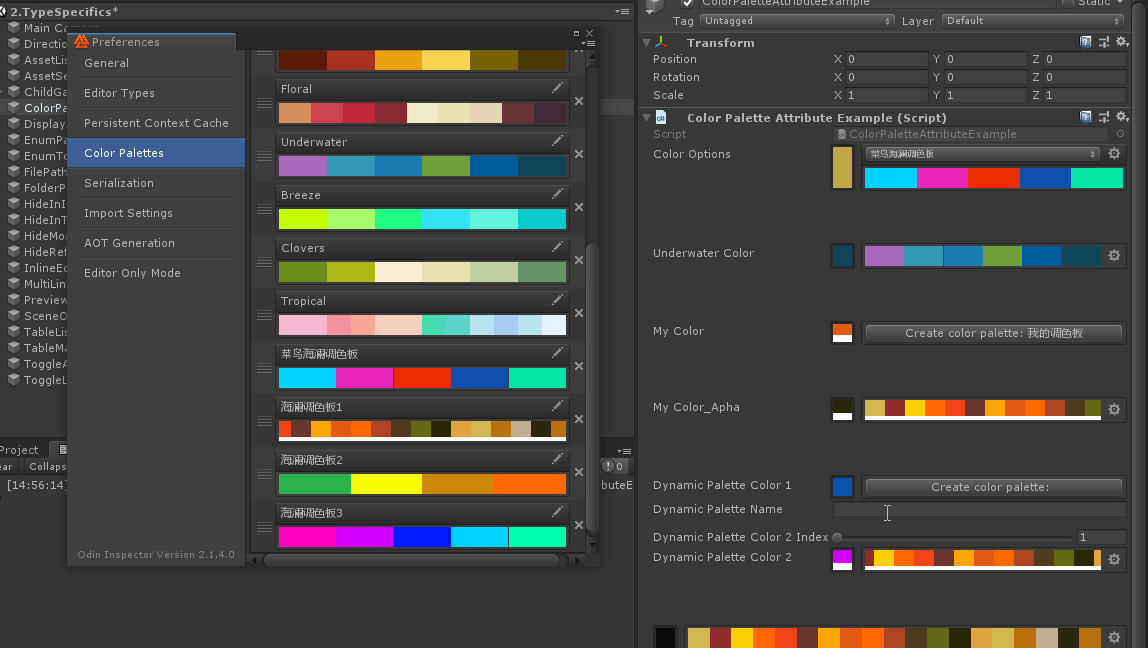 2.TypeSpecifics*
Main Ca
Directio
AssetLis
AssetSe
ChildGa
ColorPa
Display
EnumPa
EnumTo
FilePath
FolderP
HideInI
HideInT
HideMo
HideRef
InlineEd
MultiLin
Preview
SceneO
TableLis
TableMa
ToggleA
ToggleL
Project
ear
Collaps
[14:56:14]
0
buteE
Preferences
General
Editor Types
Persistent Context Cache
Color Palettes
Serialization
Import Settings
AOT Generation
Editor Only Mode
Odin Inspector Version 2.1.4.0
Floral
Underwater
Breeze
Clovers
Tropical
菜鸟海澜调色板
海澜调色板1
海澜调色板2
海澜调色板3
ColorPaletteAttributeExample
Static
Tag Untagged Layer Default
Transform
Position X 0 Y 0 Z 0
Rotation X 0 Y 0 Z 0
Scale X 1 Y 1 Z 1
Color Palette Attribute Example (Script)
Script ColorPaletteAttributeExample
Color Options 菜鸟海澜调色板
Underwater Color
My Color Create color palette: 我的调色板
My Color_Apha
Dynamic Palette Color 1 Create color palette:
Dynamic Palette Name
Dynamic Palette Color 2 Index 1
Dynamic Palette Color 2